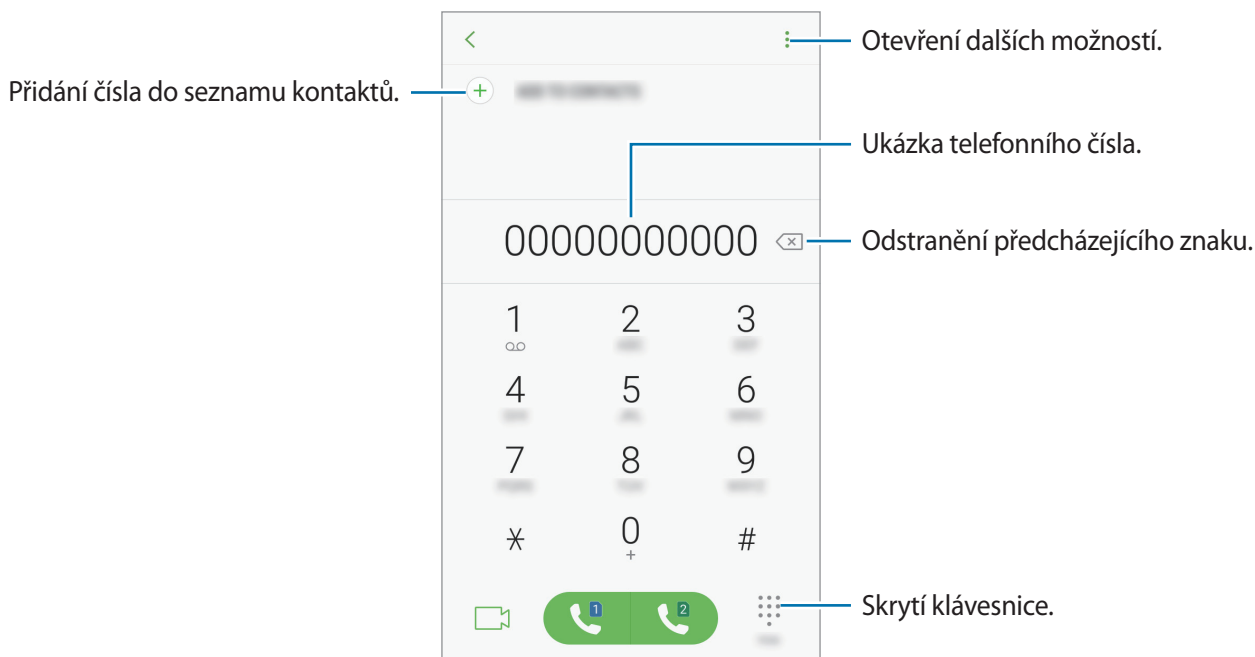 Otevření dalších možností.
Přidání čísla do seznamu kontaktů.
Ukázka telefonního čísla.
00000000000
Odstranění předcházejícího znaku.
1 2 3
4 5 6
7 8 9
* 0 #
+
1 2
Skrytí klávesnice.